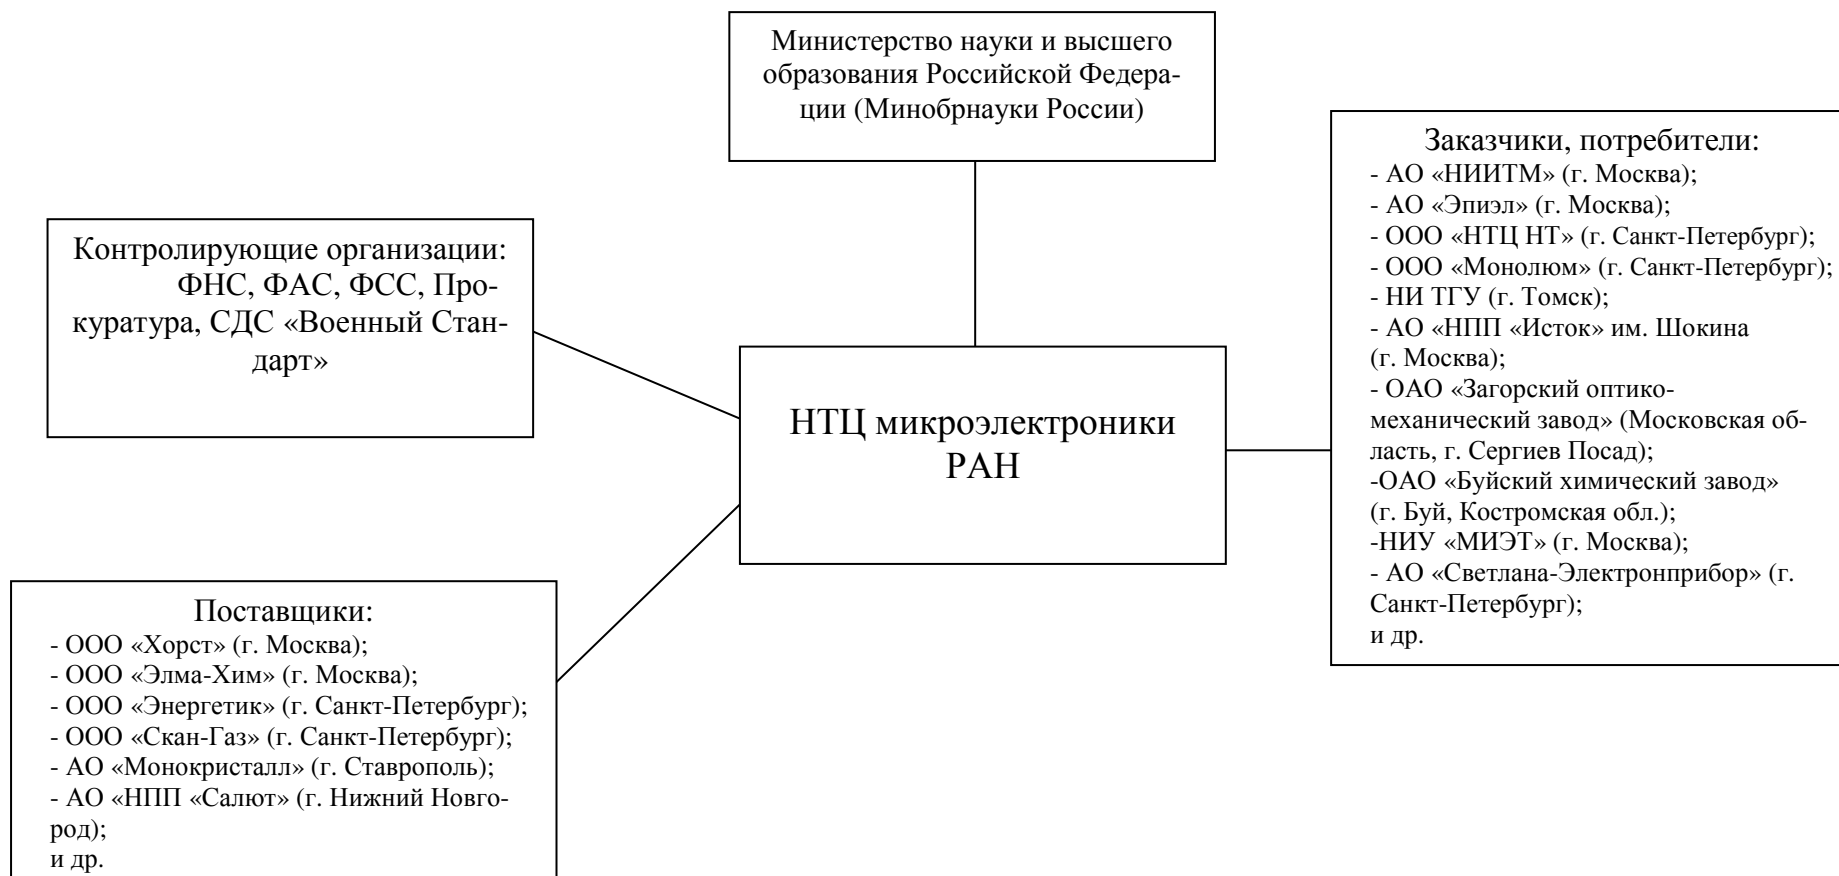 Министерство науки и высшего
образования Российской Федера-
ции (Минобрнауки России)
Контролирующие организации:
ФНС, ФАС, ФСС, Про-
куратура, СДС «Военный Стан-
дарт»
НТЦ микроэлектроники
РАН
Заказчики, потребители:
- АО «НИИТМ» (г. Москва);
- АО «Эпиэл» (г. Москва);
- ООО «НТЦ НТ» (г. Санкт-Петербург);
- ООО «Монолюм» (г. Санкт-Петербург);
- НИ ТГУ (г. Томск);
- АО «НПП «Исток» им. Шокина
(г. Москва);
- ОАО «Загорский оптико-
механический завод» (Московская об-
ласть, г. Сергиев Посад);
-ОАО «Буйский химический завод»
(г. Буй, Костромская обл.);
-НИУ «МИЭТ» (г. Москва);
- АО «Светлана-Электронприбор» (г.
Санкт-Петербург);
и др.
Поставщики:
- ООО «Хорст» (г. Москва);
- ООО «Элма-Хим» (г. Москва);
- ООО «Энергетик» (г. Санкт-Петербург);
- ООО «Скан-Газ» (г. Санкт-Петербург);
- АО «Монокристалл» (г. Ставрополь);
- АО «НПП «Салют» (г. Нижний Новго-
род);
и др.